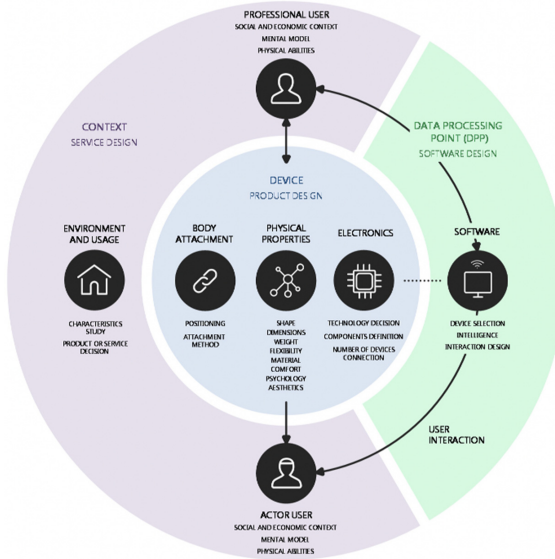 PROFESSIONAL USER
SOCIAL AND ECONOMIC CONTEXT
MENTAL MODEL
PHYSICAL ABILITIES
CONTEXT
SERVICE DESIGN
DATA PROCESSING
POINT (DPP)
SOFTWARE DESIGN
DEVICE
PRODUCT DESIGN
ENVIRONMENT
AND USAGE
CHARACTERISTICS
STUDY
PRODUCT OR SERVICE
DECISION
BODY
ATTACHMENT
POSITIONING
ATTACHMENT
METHOD
PHYSICAL
PROPERTIES
SHAPE
DIMENSIONS
WEIGHT
FLEXIBILITY
MATERIAL
COMFORT
PSYCHOLOGY
AESTHETICS
ELECTRONICS
TECHNOLOGY DECISION
COMPONENTS DEFINITION
NUMBER OF DEVICES
CONNECTION
SOFTWARE
DEVICE SELECTION
INTELLIGENCE
INTERACTION DESIGN
USER
INTERACTION
ACTOR USER
SOCIAL AND ECONOMIC CONTEXT
MENTAL MODEL
PHYSICAL ABILITIES